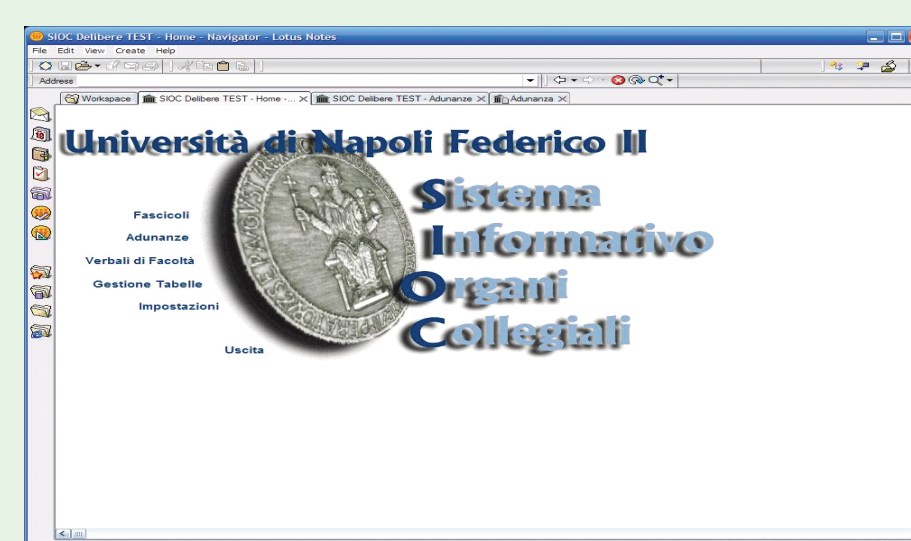 SIOC Delibere TEST - Home - Navigator - Lotus Notes
File Edit View Create Help
Address
Workspace SIOC Delibere TEST - Home - ... SIOC Delibere TEST - Adunanze Adunanza
Università di Napoli Federico II
Sistema
Informativo
Organi
Collegiali
Fascicoli
Adunanze
Verbali di Facoltà
Gestione Tabelle
Impostazioni
Uscita